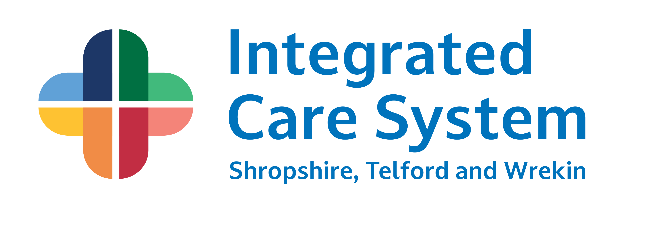 Integrated
Care System
Shropshire, Telford and Wrekin